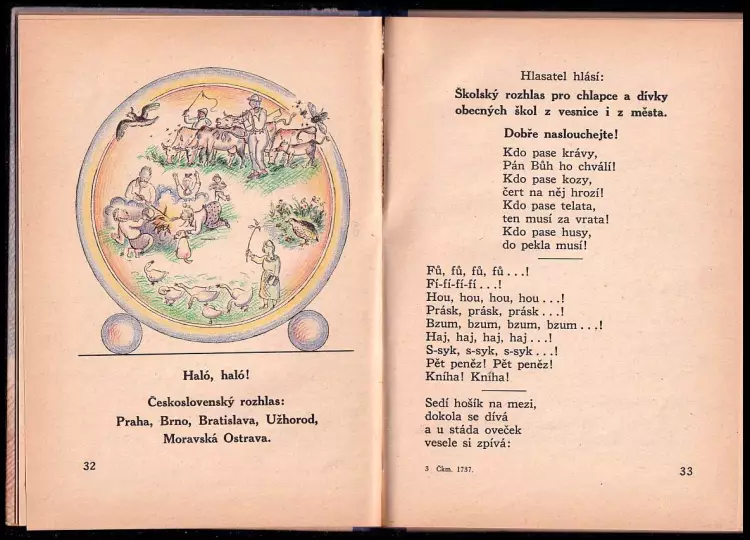 Haló, haló!
Československý rozhlas:
Praha, Brno, Bratislava, Užhorod,
Moravská Ostrava.
32
Hlasatel hlásí:
Školský rozhlas pro chlapce a dívky
obecných škol z vesnice i z města.
Dobře naslouchejte!
Kdo pase krávy,
Pán Bůh ho chválí!
Kdo pase kozy,
čert na něj hrozí!
Kdo pase telata,
ten musí za vrata!
Kdo pase husy,
do pekla musí!
Fů, fů, fů, fů...!
Fí-fí-fí-fí...!
Hou, hou, hou, hou...!
Prásk, prásk, prásk...!
Bzum, bzum, bzum, bzum...!
Haj, haj, haj, haj...!
S-syk, s-syk, s-syk...!
Pět peněz! Pět peněz!
Kníha! Kníha!
Sedí hošík na mezi,
dokola se dívá
a u stáda oveček
vesele si zpívá:
3 Čkm. 1737.
33